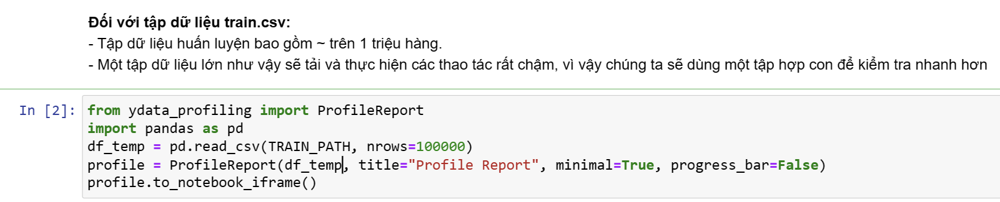 Đối với tập dữ liệu train.csv:
- Tập dữ liệu huấn luyện bao gồm ~ trên 1 triệu hàng.
- Một tập dữ liệu lớn như vậy sẽ tải và thực hiện các thao tác rất chậm, vì vậy chúng ta sẽ dùng một tập hợp con để kiểm tra nhanh hơn
In [2]: from ydata_profiling import ProfileReport
import pandas as pd
df_temp = pd.read_csv(TRAIN_PATH, nrows=100000)
profile = ProfileReport(df_temp, title="Profile Report", minimal=True, progress_bar=False)
profile.to_notebook_iframe()